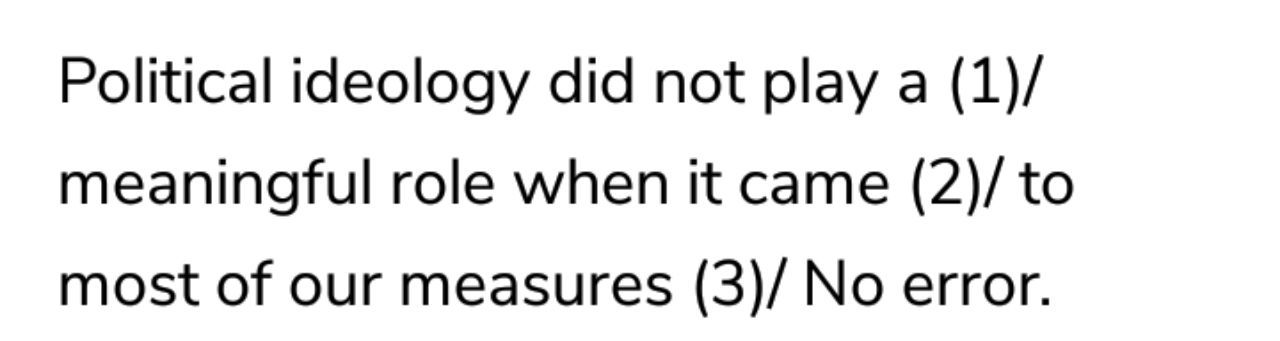 Political ideology did not play a (1)/
meaningful role when it came (2)/ to
most of our measures (3)/ No error.